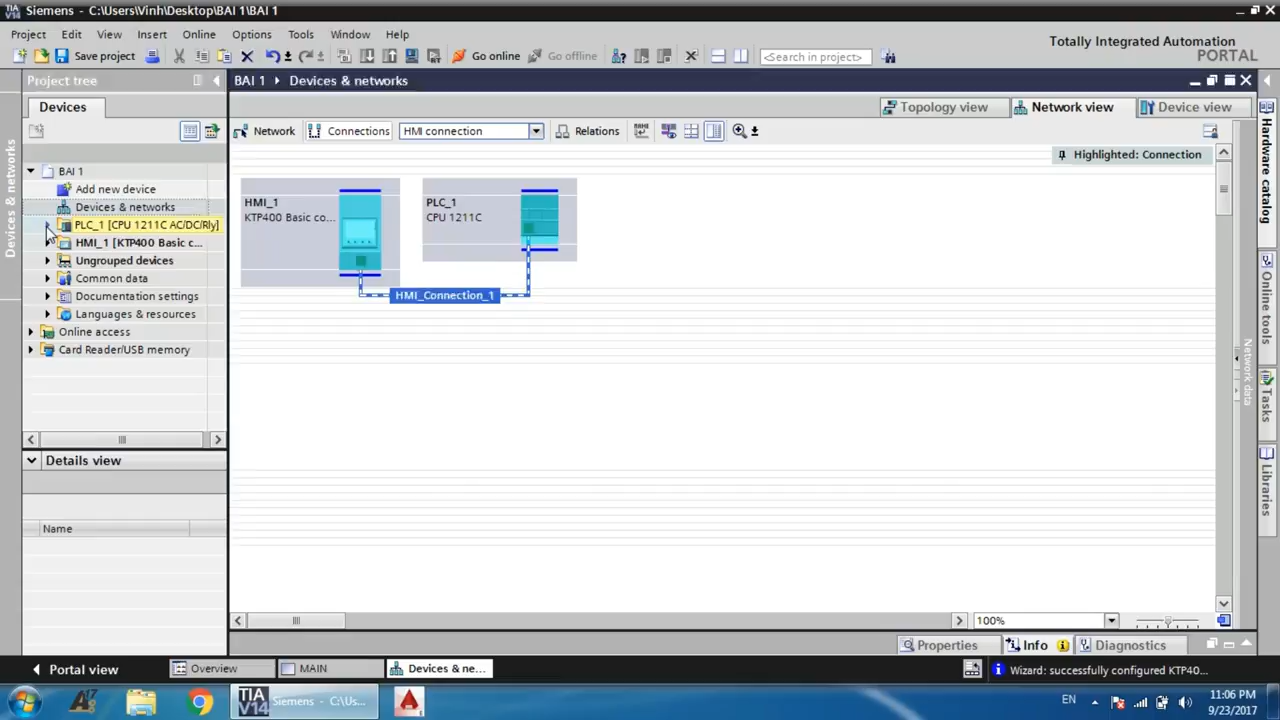 TIA V14 Siemens - C:\Users\Vinh\Desktop\BAI 1\BAI 1
Project Edit View Insert Online Options Tools Window Help
Totally Integrated Automation
PORTAL
Save project Go online Go offline <Search in project>
Project tree
BAI 1 Devices & networks
Devices
Topology view Network view Device view
Network Connections HMI connection Relations
Highlighted: Connection
BAI 1
Add new device
Devices & networks
PLC_1 [CPU 1211C AC/DC/Rly]
HMI_1 [KTP400 Basic c...
Ungrouped devices
Common data
Documentation settings
Languages & resources
Online access
Card Reader/USB memory
HMI_1
KTP400 Basic co...
PLC_1
CPU 1211C
HMI_Connection_1
Details view
Name
Devices & networks
Hardware catalog
Online tools
Tasks
Libraries
Network data
100%
Properties Info Diagnostics
Portal view Overview MAIN Devices & ne... Wizard: successfully configured KTP40...
TIA V14 Siemens - C:\Us...
EN
11:06 PM
9/23/2017